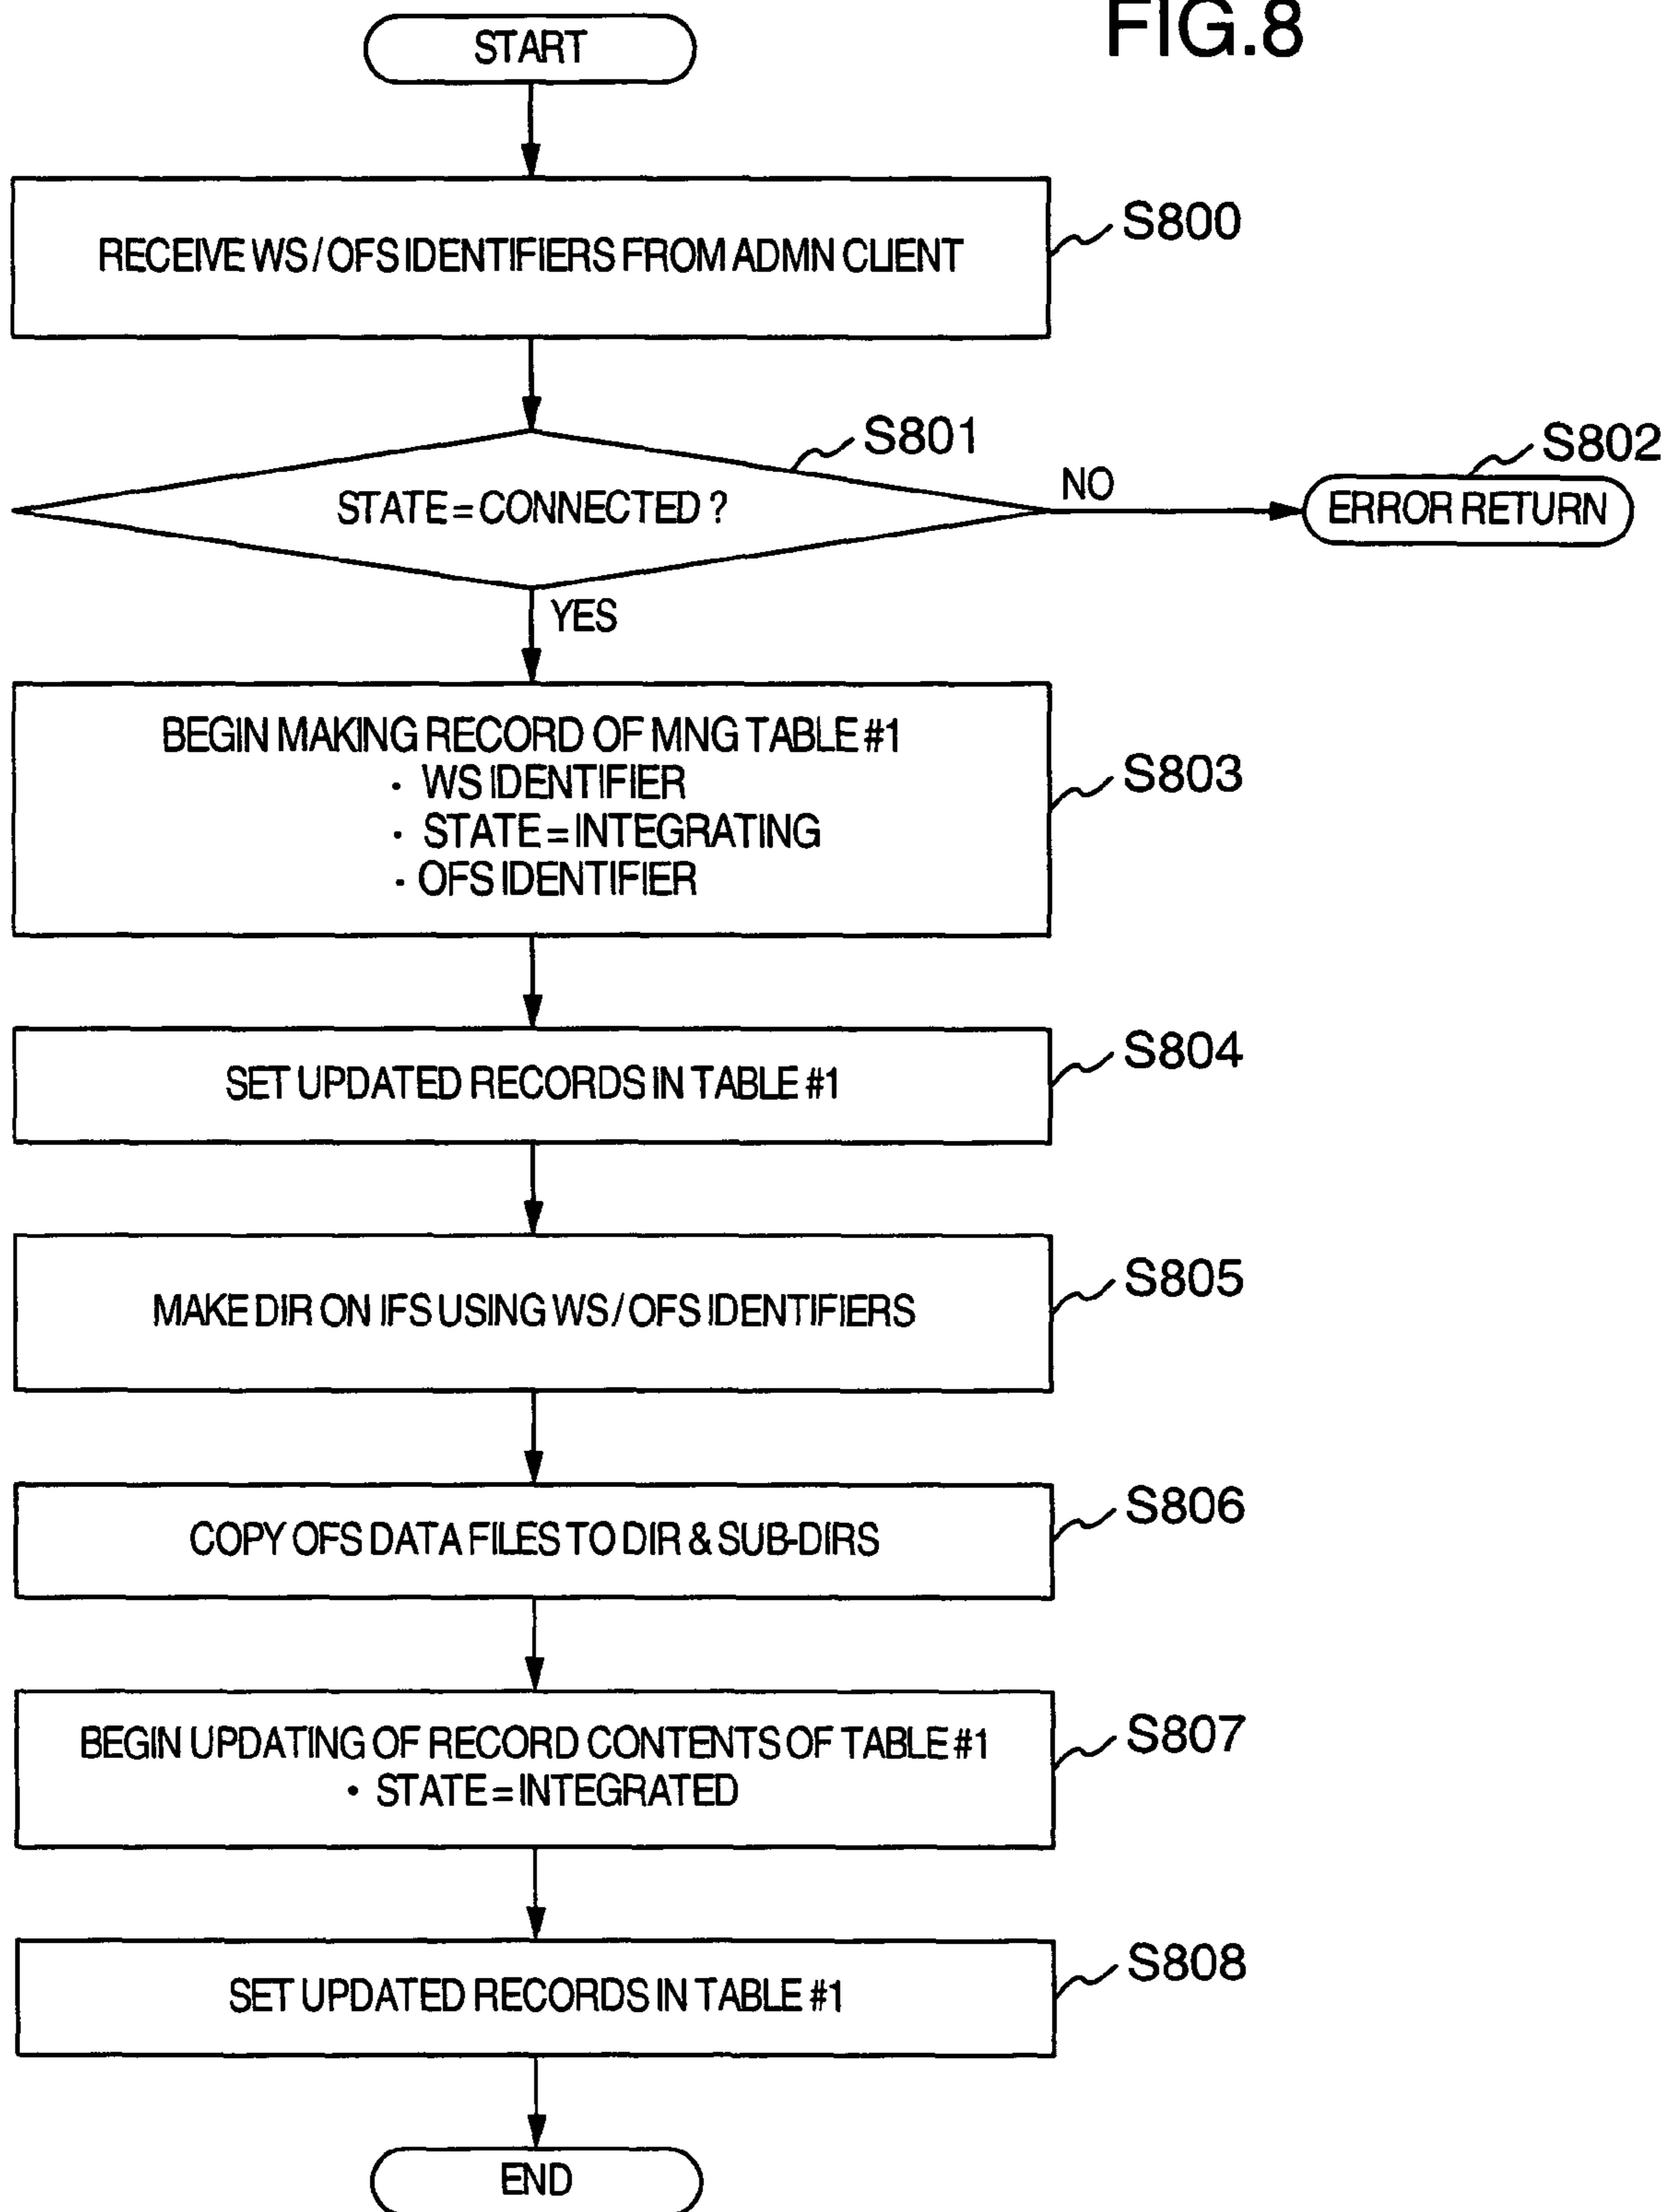 FIG.8
START
RECEIVE WS/OFS IDENTIFIERS FROM ADMN CLIENT
S800
STATE=CONNECTED?
S801
NO
S802
ERROR RETURN
YES
BEGIN MAKING RECORD OF MNG TABLE #1
· WS IDENTIFIER
· STATE=INTEGRATING
· OFS IDENTIFIER
S803
SET UPDATED RECORDS IN TABLE #1
S804
MAKE DIR ON IFS USING WS/OFS IDENTIFIERS
S805
COPY OFS DATA FILES TO DIR & SUB-DIRS
S806
BEGIN UPDATING OF RECORD CONTENTS OF TABLE #1
· STATE=INTEGRATED
S807
SET UPDATED RECORDS IN TABLE #1
S808
END